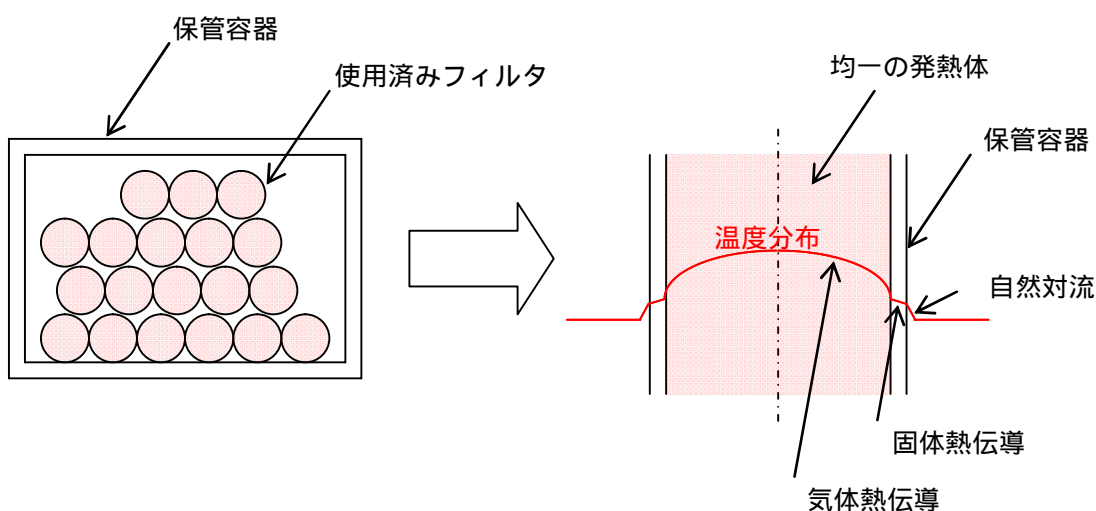 保管容器
使用済みフィルタ
均一の発熱体
保管容器
温度分布
自然対流
固体熱伝導
気体熱伝導